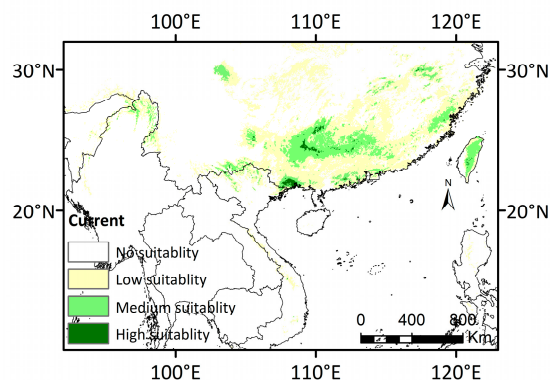 100°E 110°E 120°E
30°N 30°N
N
20°N 20°N
Current
No suitablity
Low suitablity
Medium suitablity
High suitablity
0 400 800
Km
100°E 110°E 120°E